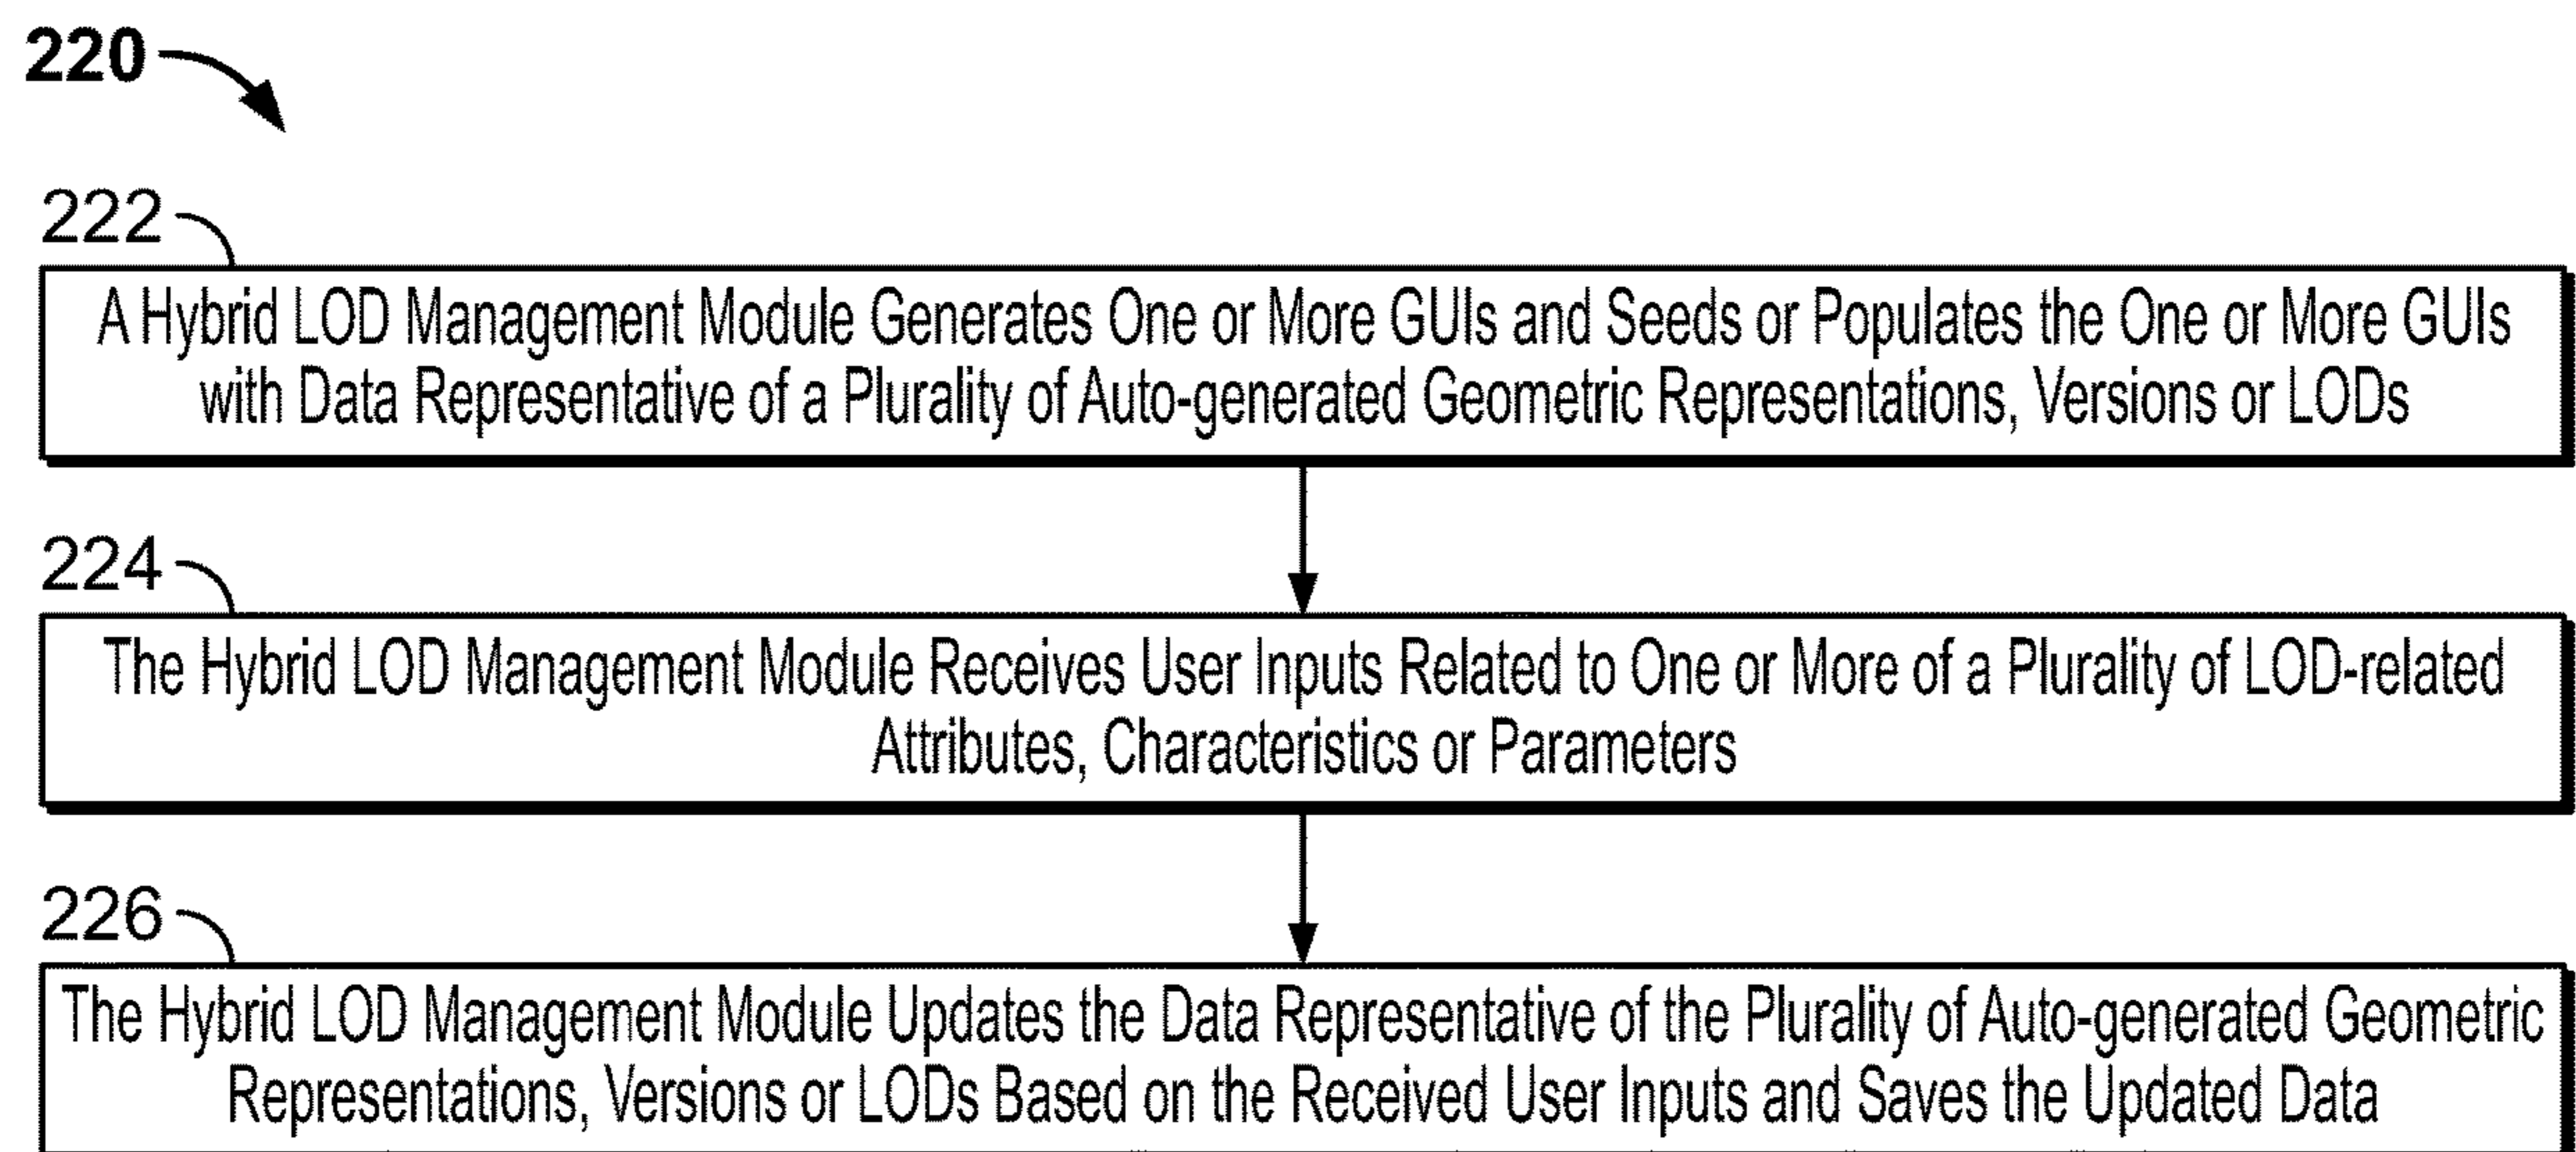 220
222
A Hybrid LOD Management Module Generates One or More GUIs and Seeds or Populates the One or More GUIs
with Data Representative of a Plurality of Auto-generated Geometric Representations, Versions or LODs
224
The Hybrid LOD Management Module Receives User Inputs Related to One or More of a Plurality of LOD-related
Attributes, Characteristics or Parameters
226
The Hybrid LOD Management Module Updates the Data Representative of the Plurality of Auto-generated Geometric
Representations, Versions or LODs Based on the Received User Inputs and Saves the Updated Data